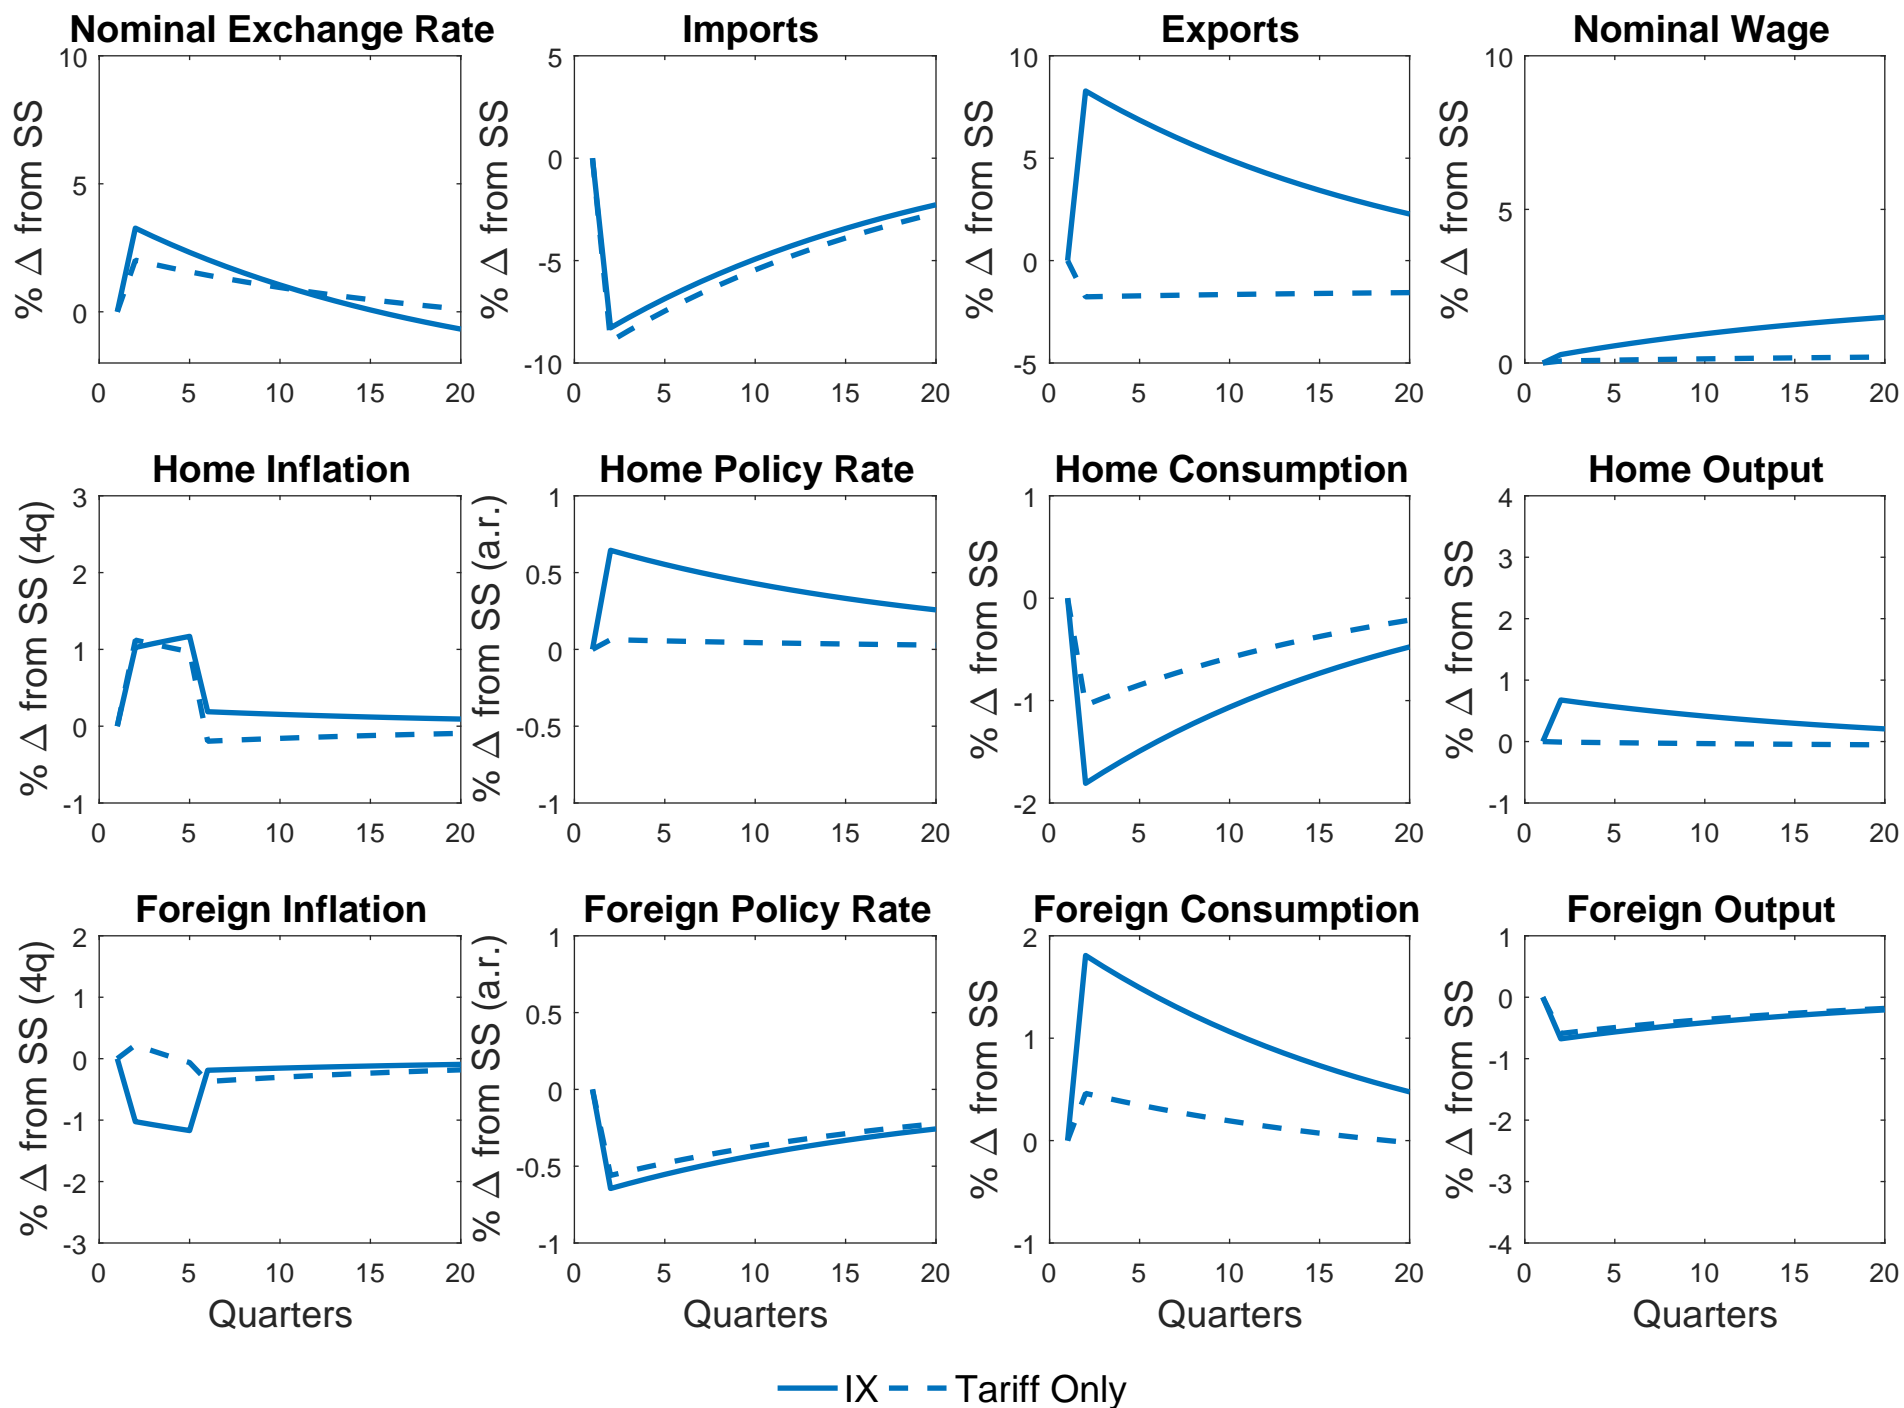 Nominal Exchange Rate
Imports
Exports
Nominal Wage
% Δ from SS
10
5
0
0 5 10 15 20
% Δ from SS
5
0
-5
-10
0 5 10 15 20
% Δ from SS
10
5
0
-5
0 5 10 15 20
% Δ from SS
10
5
0
0 5 10 15 20
Home Inflation
Home Policy Rate
Home Consumption
Home Output
% Δ from SS (4q)
3
2
1
0
-1
0 5 10 15 20
% Δ from SS (a.r.)
1
0.5
0
-0.5
-1
0 5 10 15 20
% Δ from SS
1
0
-1
-2
0 5 10 15 20
% Δ from SS
4
3
2
1
0
-1
0 5 10 15 20
Foreign Inflation
Foreign Policy Rate
Foreign Consumption
Foreign Output
% Δ from SS (4q)
2
1
0
-1
-2
-3
0 5 10 15 20
Quarters
% Δ from SS (a.r.)
1
0.5
0
-0.5
-1
0 5 10 15 20
Quarters
% Δ from SS
2
1
0
-1
0 5 10 15 20
Quarters
% Δ from SS
1
0
-1
-2
-3
-4
0 5 10 15 20
Quarters
IX
Tariff Only